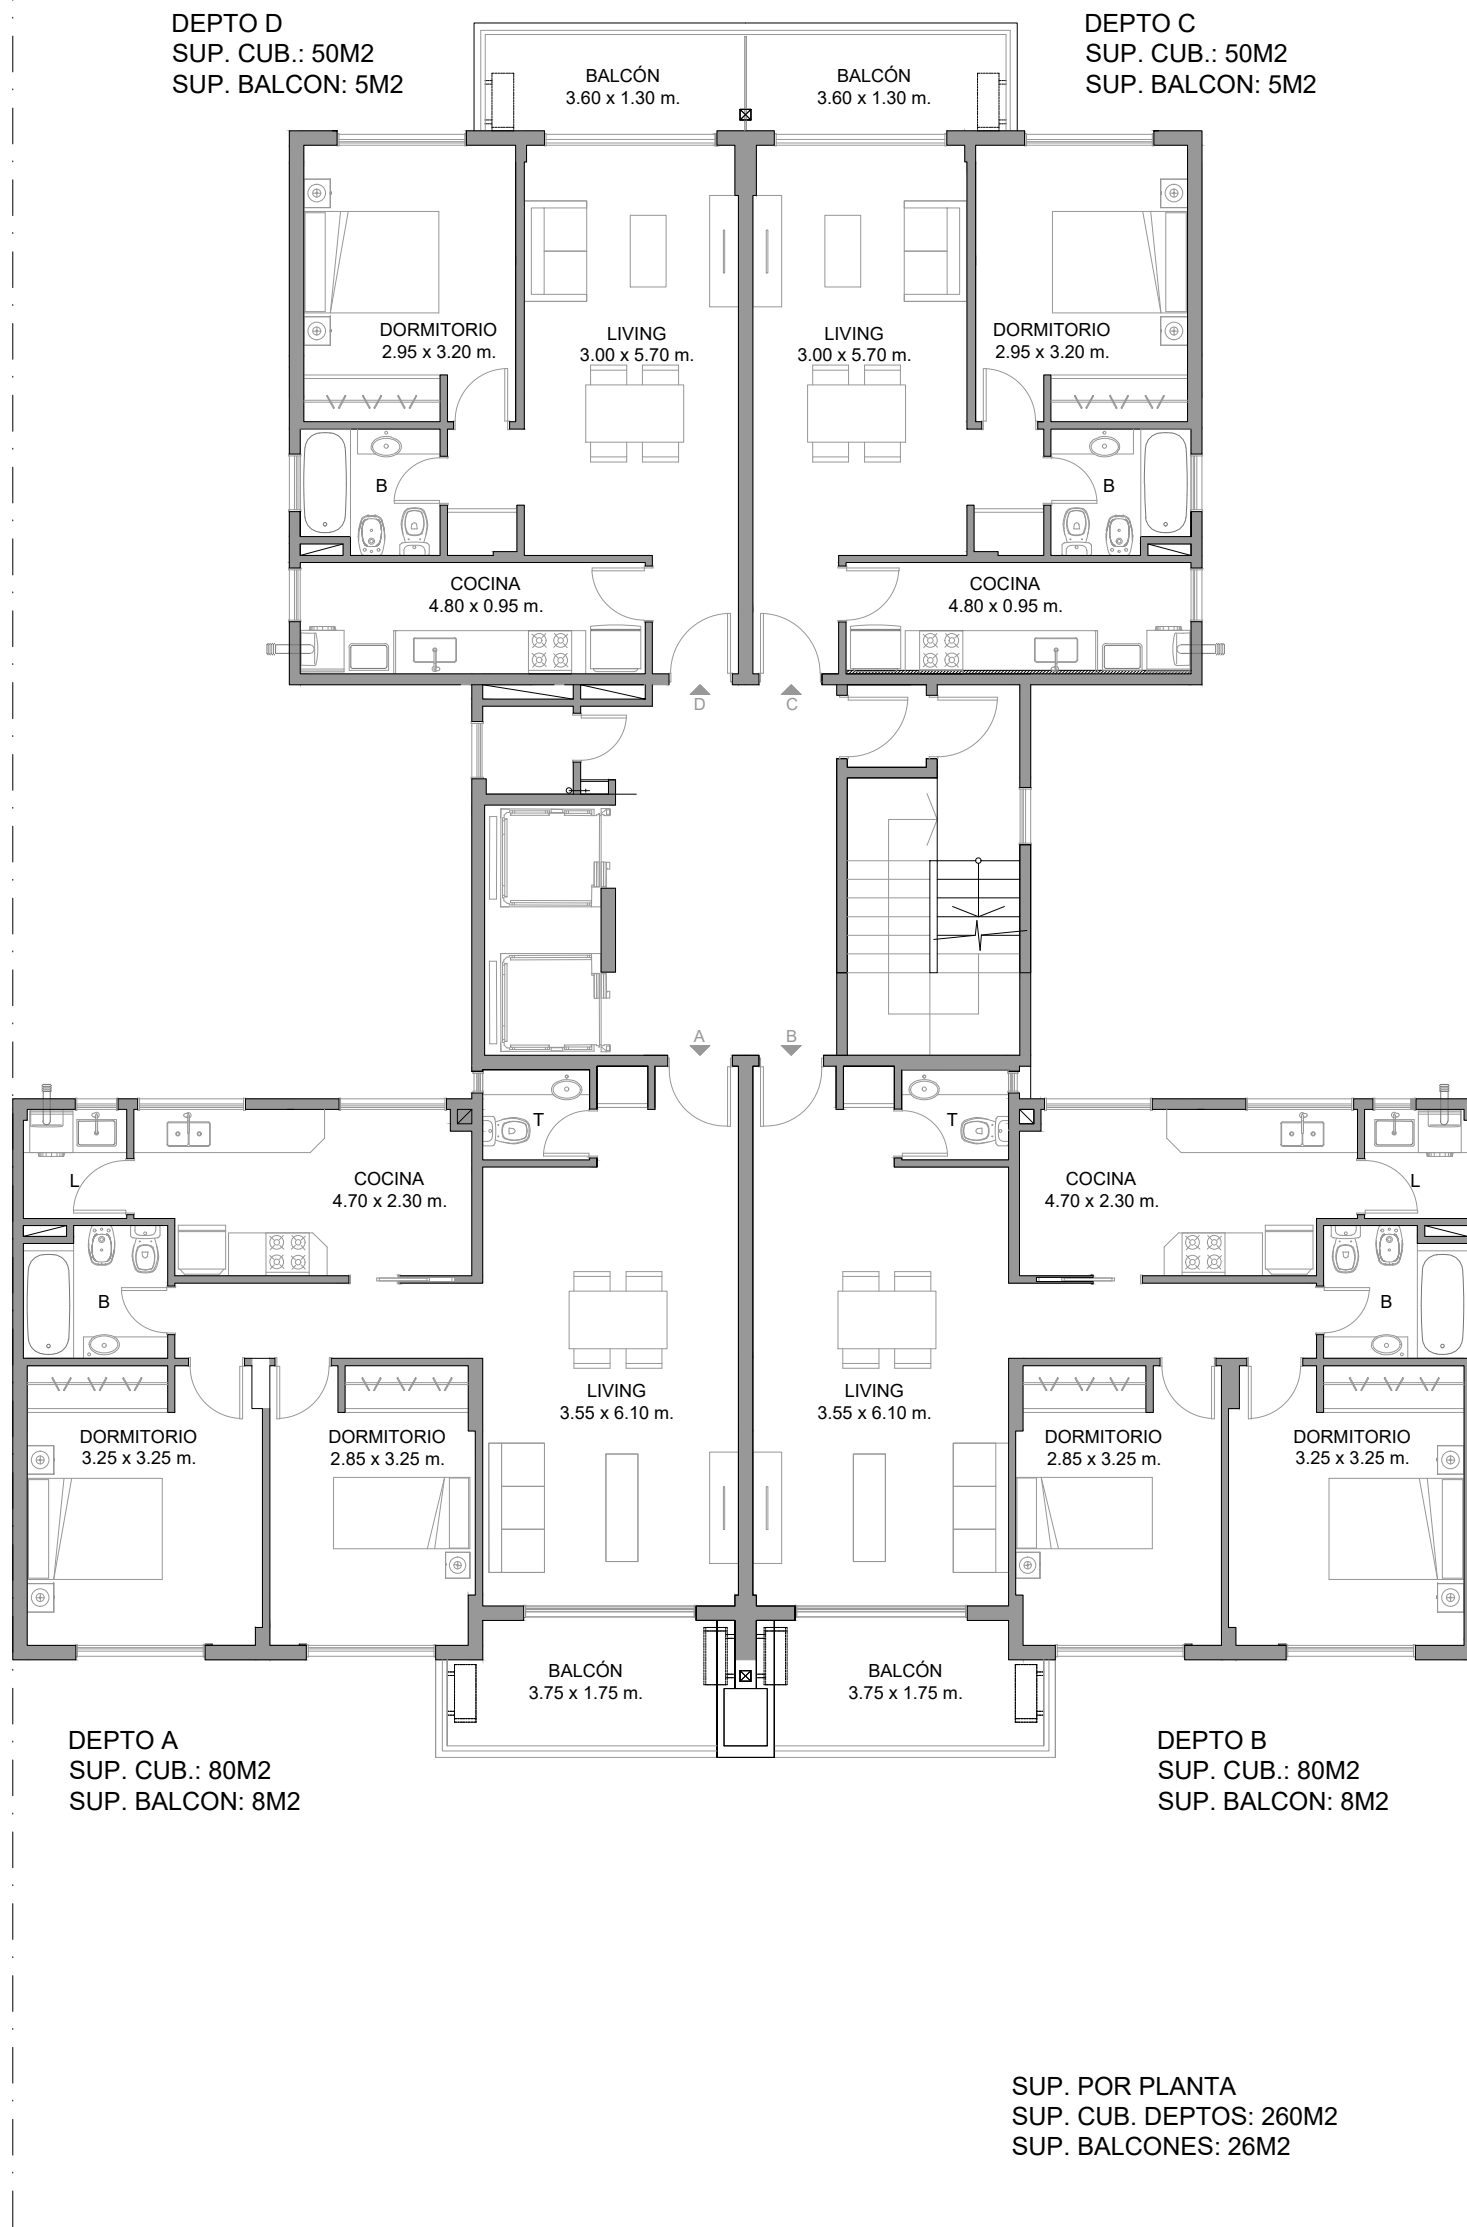 DEPTO D
SUP. CUB.: 50M2
SUP. BALCON: 5M2
DEPTO C
SUP. CUB.: 50M2
SUP. BALCON: 5M2
BALCÓN
3.60 x 1.30 m.
BALCÓN
3.60 x 1.30 m.
DORMITORIO
2.95 x 3.20 m.
LIVING
3.00 x 5.70 m.
LIVING
3.00 x 5.70 m.
DORMITORIO
2.95 x 3.20 m.
B
B
COCINA
4.80 x 0.95 m.
COCINA
4.80 x 0.95 m.
D
C
A
B
T
T
L
COCINA
4.70 x 2.30 m.
COCINA
4.70 x 2.30 m.
L
B
B
LIVING
3.55 x 6.10 m.
LIVING
3.55 x 6.10 m.
DORMITORIO
3.25 x 3.25 m.
DORMITORIO
2.85 x 3.25 m.
DORMITORIO
2.85 x 3.25 m.
DORMITORIO
3.25 x 3.25 m.
BALCÓN
3.75 x 1.75 m.
BALCÓN
3.75 x 1.75 m.
DEPTO A
SUP. CUB.: 80M2
SUP. BALCON: 8M2
DEPTO B
SUP. CUB.: 80M2
SUP. BALCON: 8M2
SUP. POR PLANTA
SUP. CUB. DEPTOS: 260M2
SUP. BALCONES: 26M2